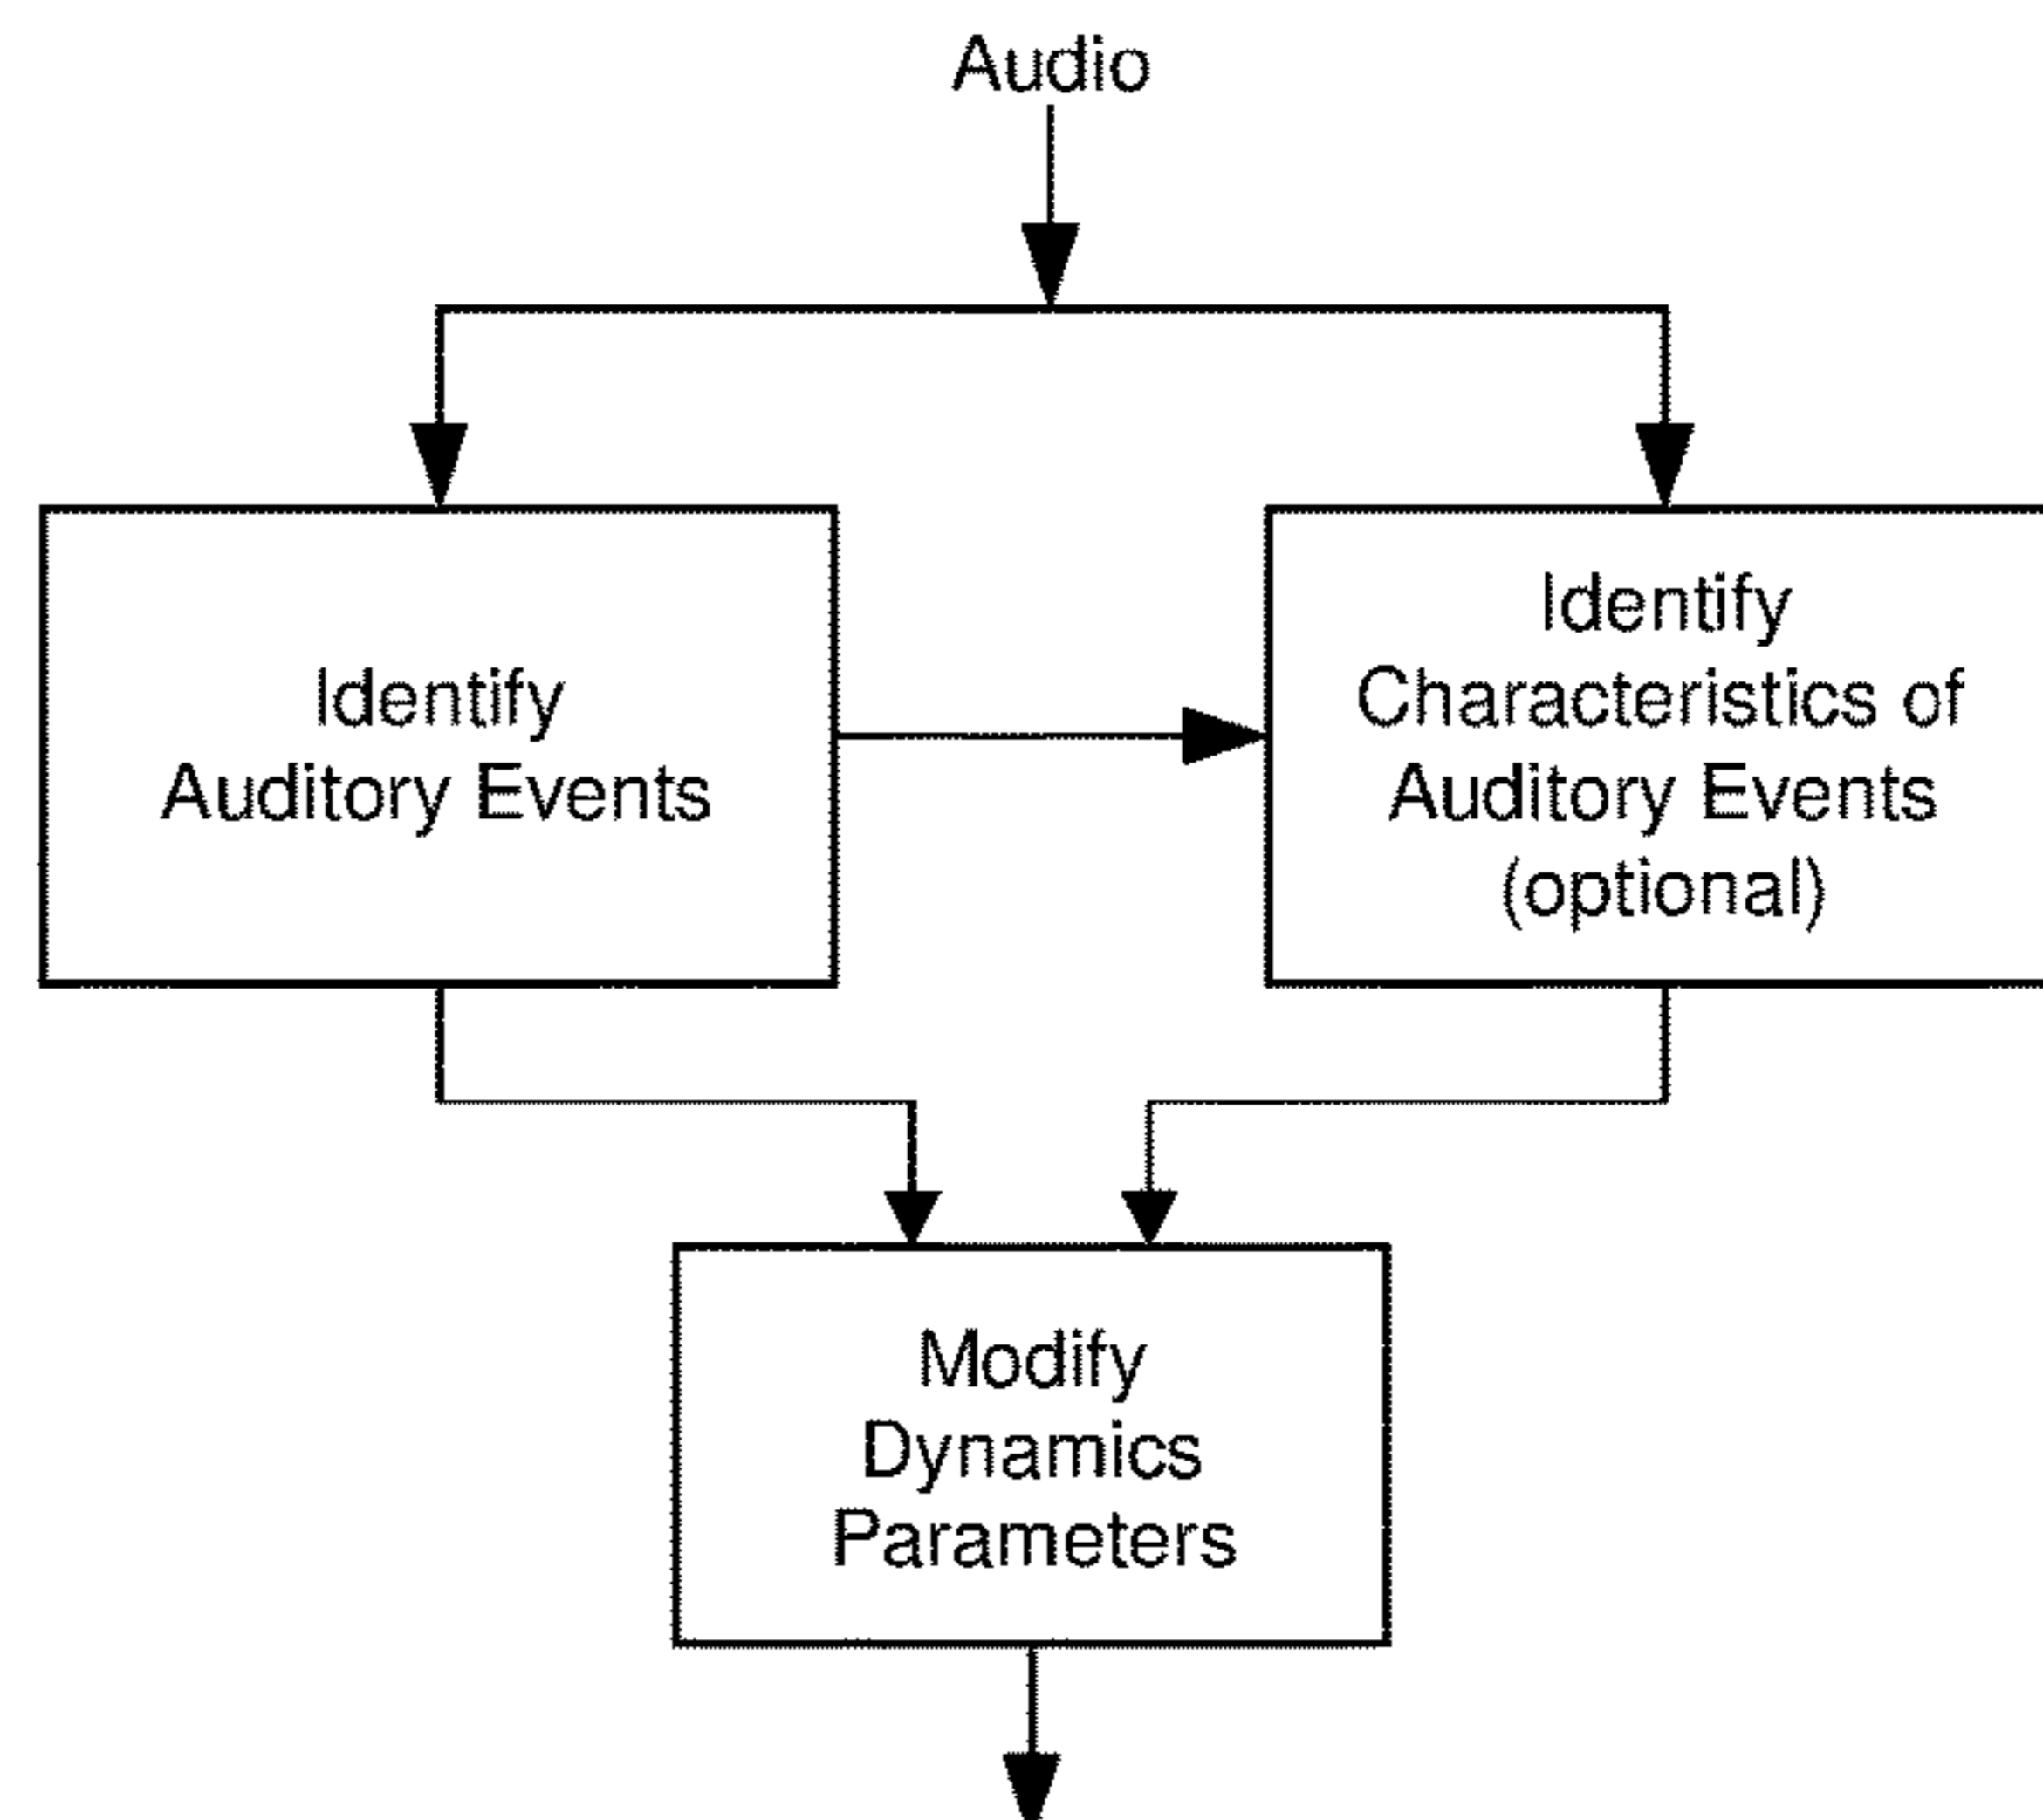 Audio
Identify
Auditory Events
Identify
Characteristics of
Auditory Events
(optional)
Modify
Dynamics
Parameters